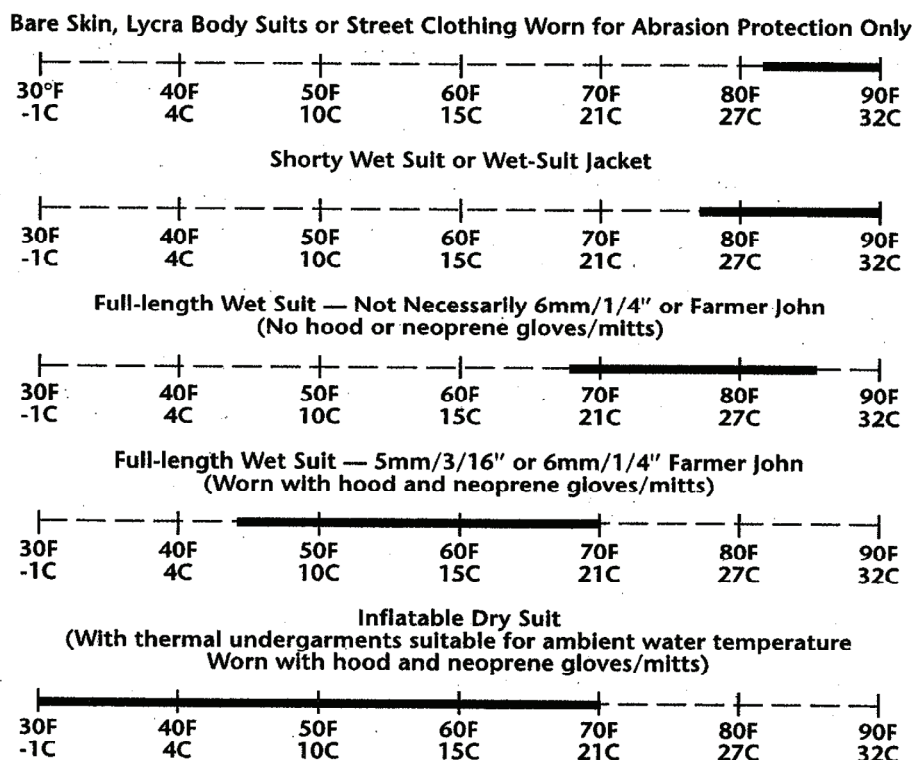 Bare Skin, Lycra Body Suits or Street Clothing Worn for Abrasion Protection Only
30°F 40F 50F 60F 70F 80F 90F
-1C 4C 10C 15C 21C 27C 32C
Shorty Wet Suit or Wet-Suit Jacket
30F 40F 50F 60F 70F 80F 90F
-1C 4C 10C 15C 21C 27C 32C
Full-length Wet Suit — Not Necessarily 6mm/1/4" or Farmer John
(No hood or neoprene gloves/mitts)
30F 40F 50F 60F 70F 80F 90F
-1C 4C 10C 15C 21C 27C 32C
Full-length Wet Suit — 5mm/3/16" or 6mm/1/4" Farmer John
(Worn with hood and neoprene gloves/mitts)
30F 40F 50F 60F 70F 80F 90F
-1C 4C 10C 15C 21C 27C 32C
Inflatable Dry Suit
(With thermal undergarments suitable for ambient water temperature
Worn with hood and neoprene gloves/mitts)
30F 40F 50F 60F 70F 80F 90F
-1C 4C 10C 15C 21C 27C 32C